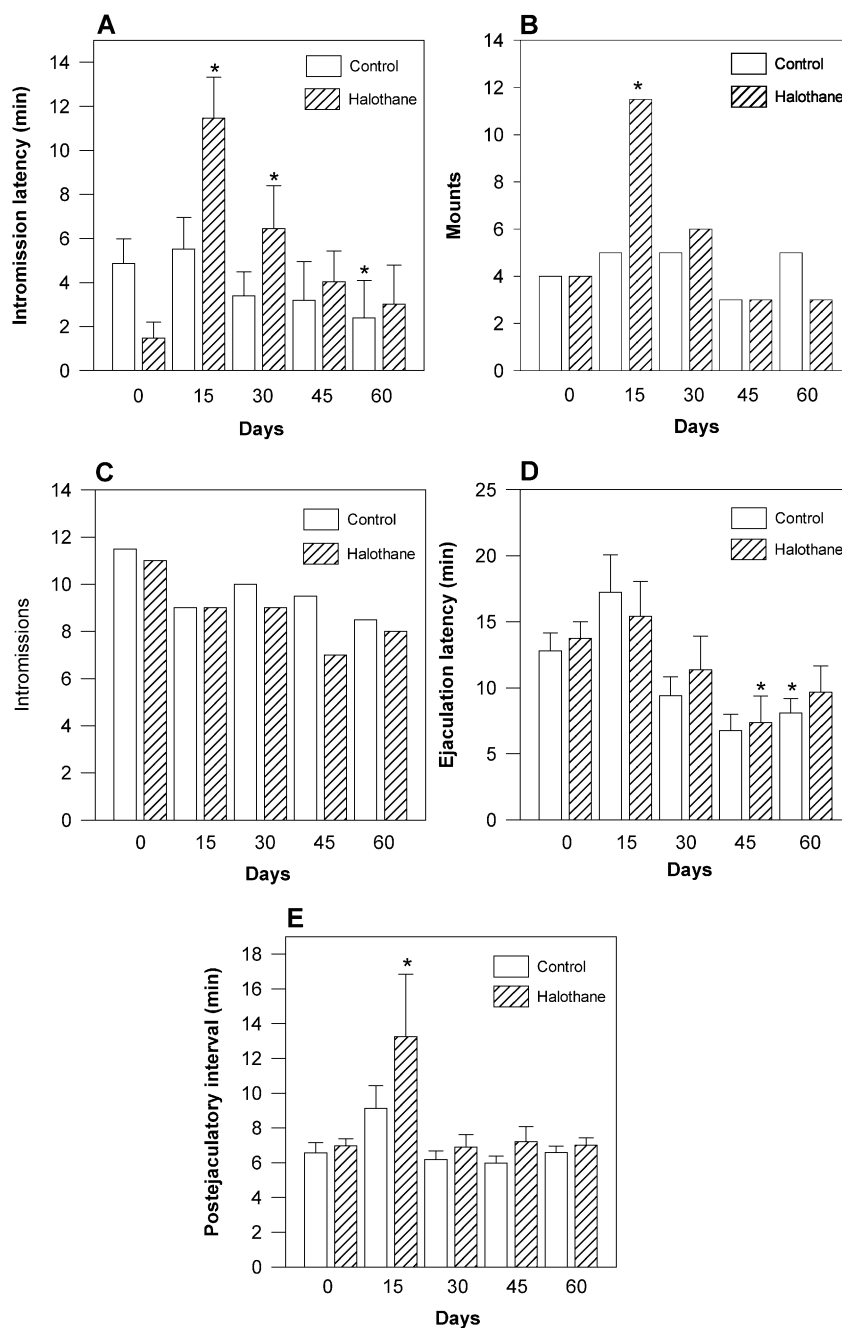 A
Intromission latency (min)
14
12
10
8
6
4
2
0
Control
Halothane
*
*
*
0 15 30 45 60
Days
B
Mounts
14
12
10
8
6
4
2
0
Control
Halothane
*
0 15 30 45 60
Days
C
Intromissions
14
12
10
8
6
4
2
0
Control
Halothane
0 15 30 45 60
Days
D
Ejaculation latency (min)
25
20
15
10
5
0
Control
Halothane
* *
0 15 30 45 60
Days
E
Postejaculatory interval (min)
18
16
14
12
10
8
6
4
2
0
Control
Halothane
*
0 15 30 45 60
Days